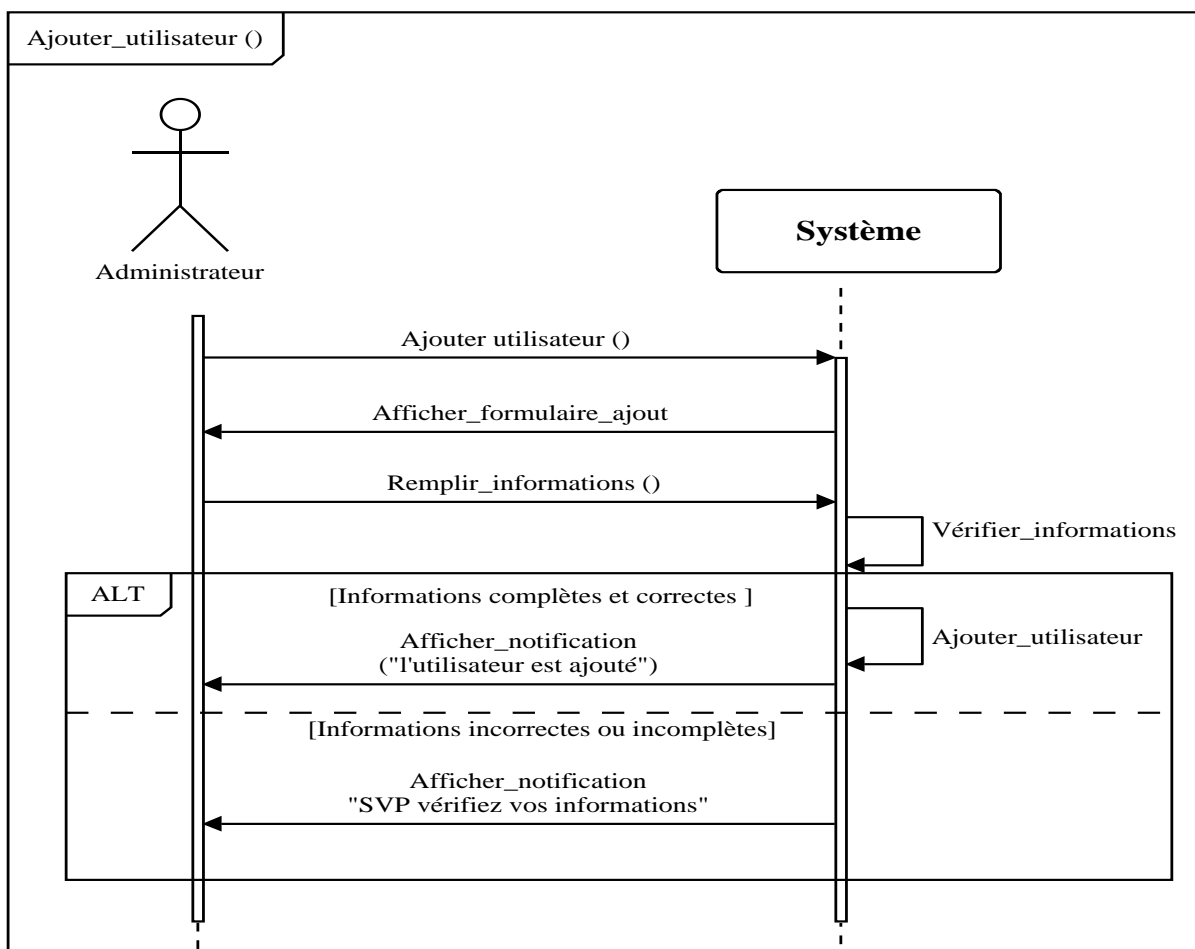 Ajouter_utilisateur ()
Système
Administrateur
Ajouter utilisateur ()
Afficher_formulaire_ajout
Remplir_informations ()
Vérifier_informations
ALT
[Informations complètes et correctes ]
Ajouter_utilisateur
Afficher_notification
("l'utilisateur est ajouté")
[Informations incorrectes ou incomplètes]
Afficher_notification
"SVP vérifiez vos informations"